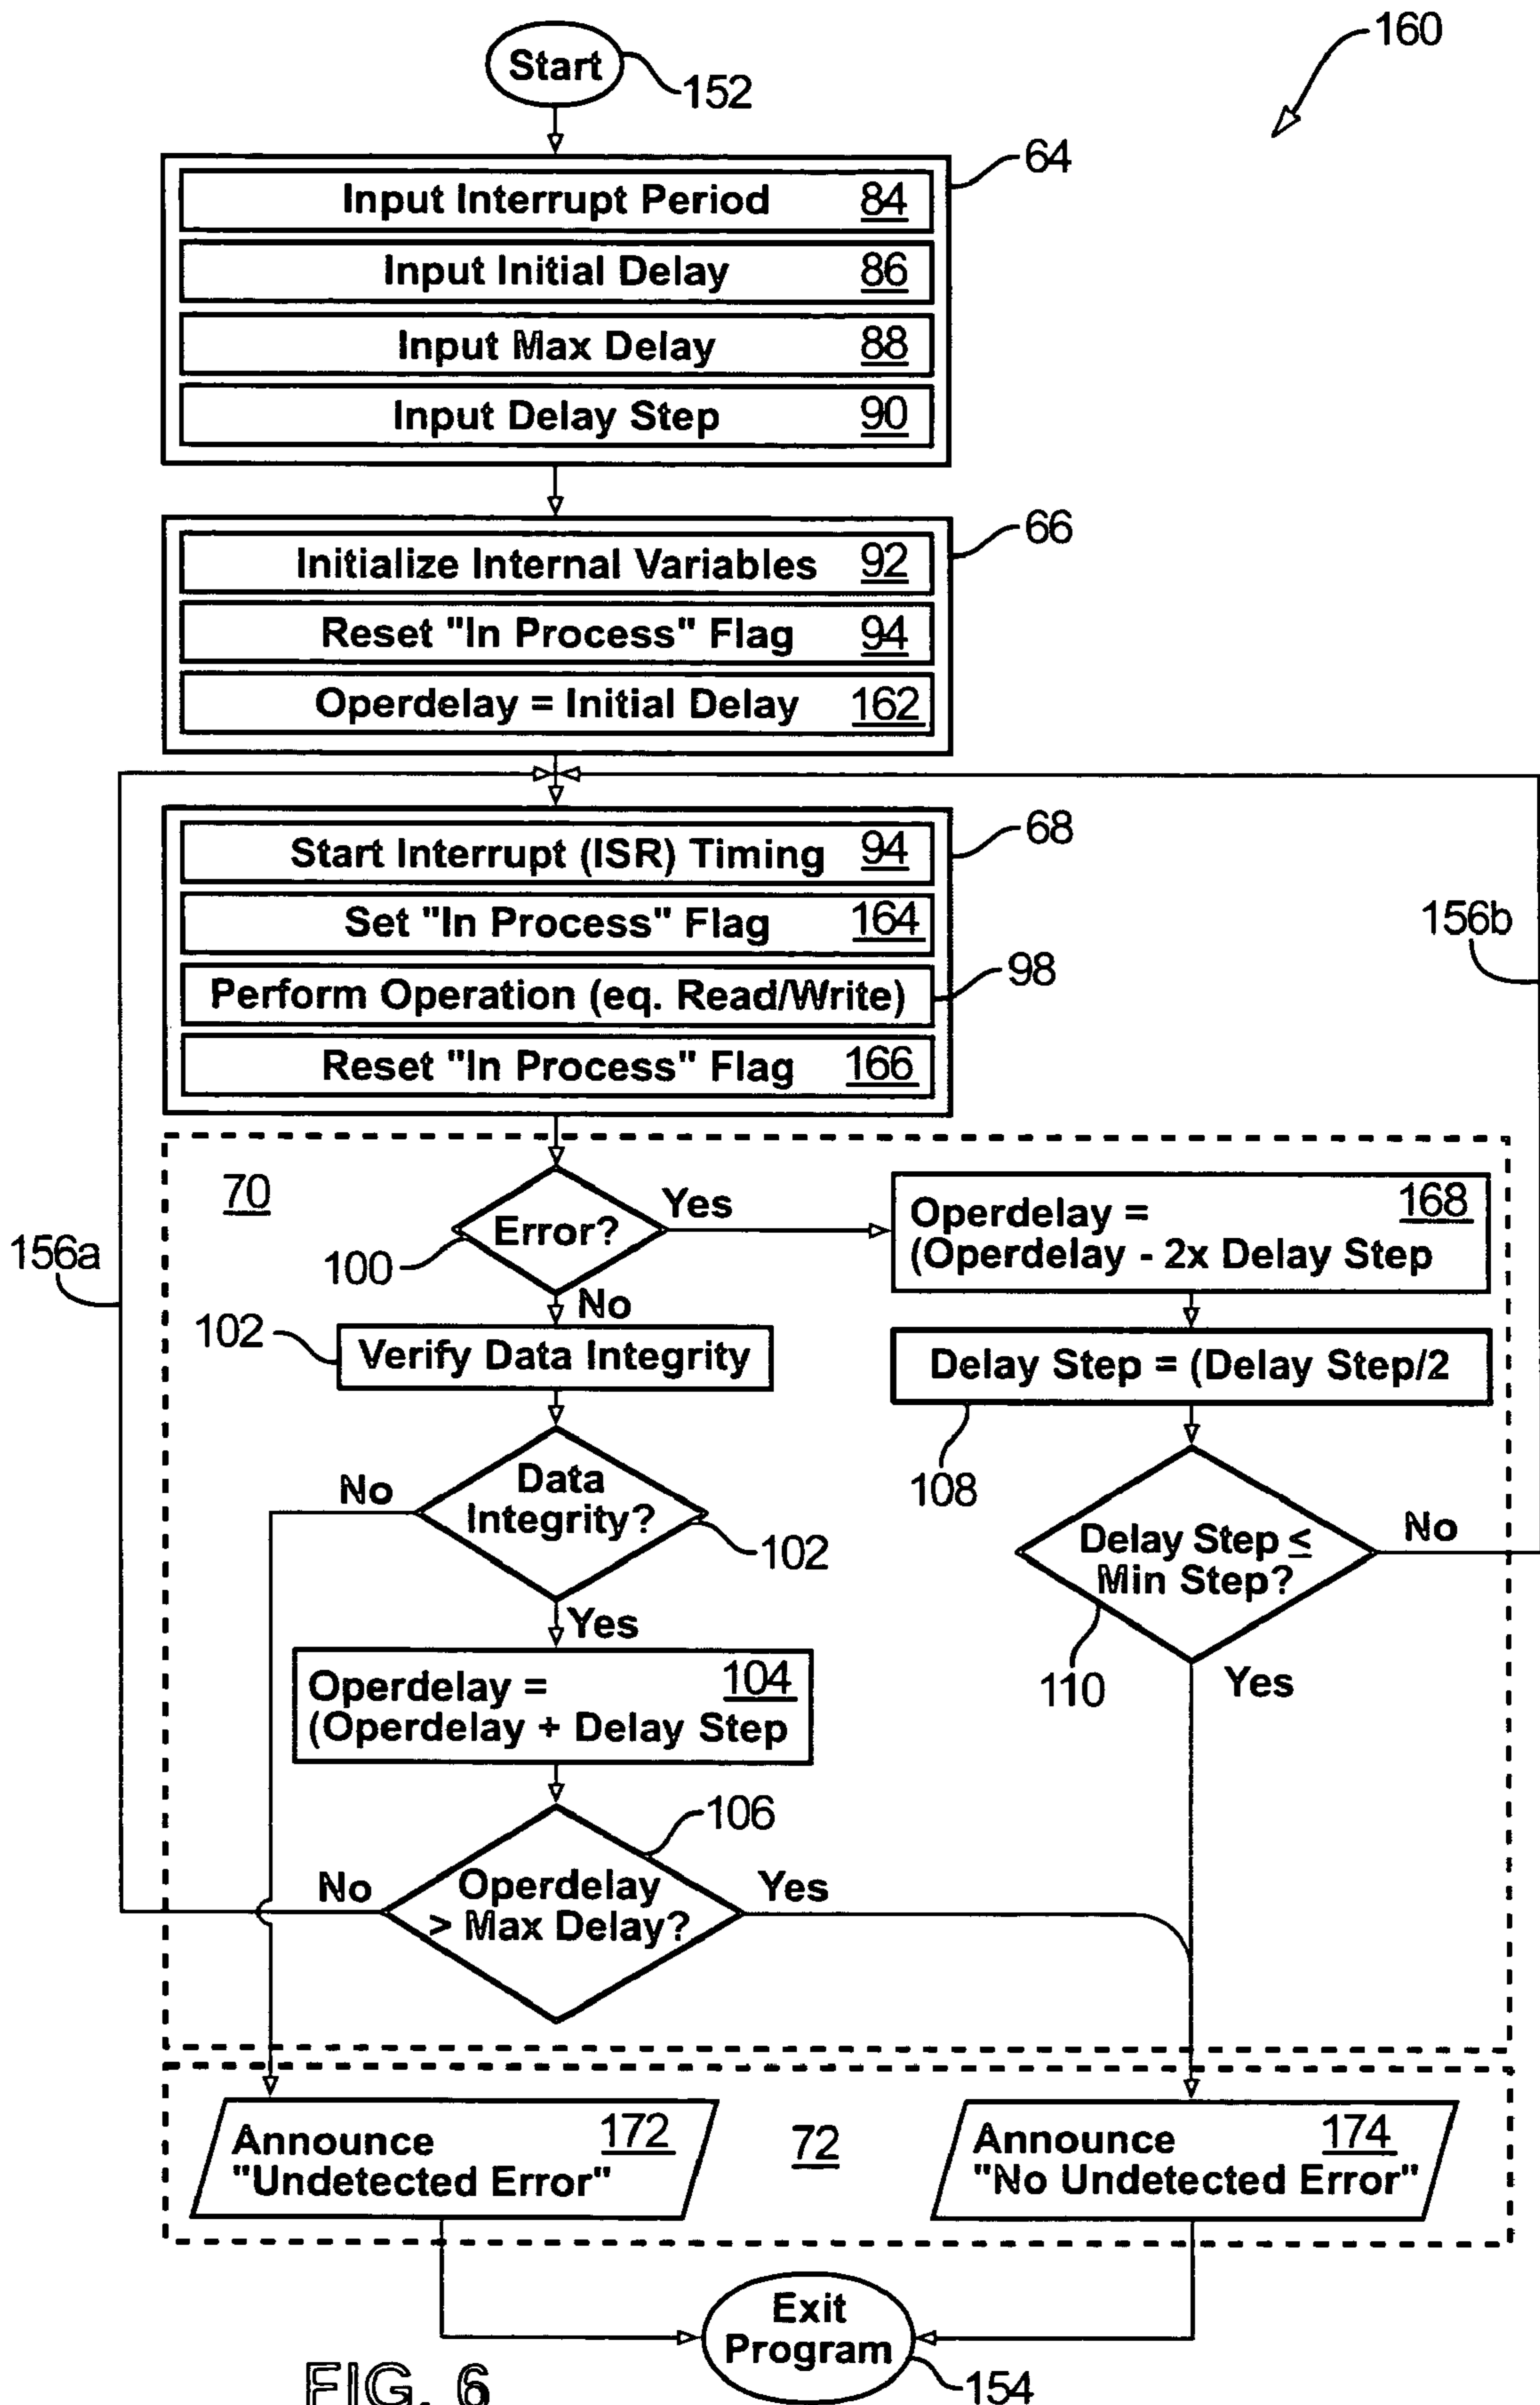 160
Start
152
64
Input Interrupt Period 84
Input Initial Delay 86
Input Max Delay 88
Input Delay Step 90
66
Initialize Internal Variables 92
Reset "In Process" Flag 94
Operdelay = Initial Delay 162
68
Start Interrupt (ISR) Timing 94
Set "In Process" Flag 164
156b
98
Perform Operation (eq. Read/Write)
Reset "In Process" Flag 166
70
Error?
Yes
100
No
168
Operdelay =
(Operdelay - 2x Delay Step
156a
102
Verify Data Integrity
Delay Step = (Delay Step/2
108
No
Data
Integrity?
102
Yes
Delay Step ≤
Min Step?
No
110
Yes
Operdelay = 104
(Operdelay + Delay Step
106
No
Operdelay
> Max Delay?
Yes
Announce 172
"Undetected Error"
72
Announce 174
"No Undetected Error"
Exit
Program
154
FIG. 6